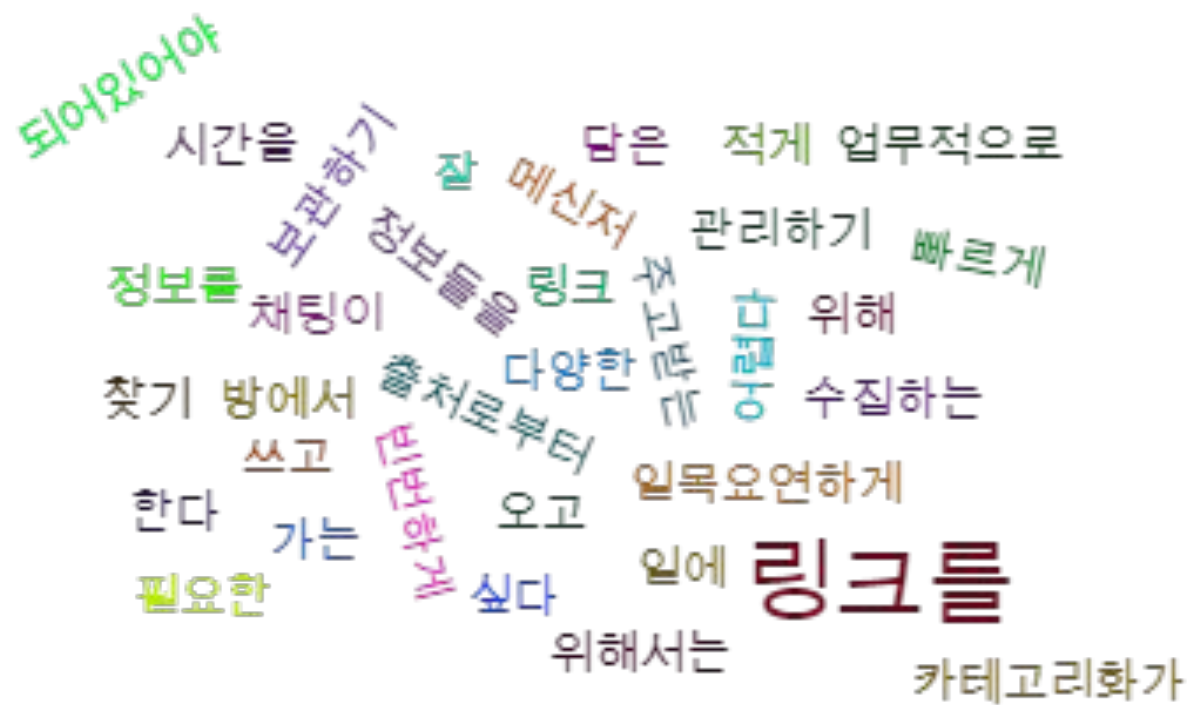 되어있어야
시간을
보관하기
잘
메신저
담은
적게
업무적으로
정보들을
관리하기
빠르게
정보를
채팅이
링크
주고받는
어렵다
위해
찾기
방에서
출처로부터
다양한
수집하는
쓰고
빈번하게
일목요연하게
한다
가는
오고
일에
링크를
필요한
싶다
위해서는
카테고리화가